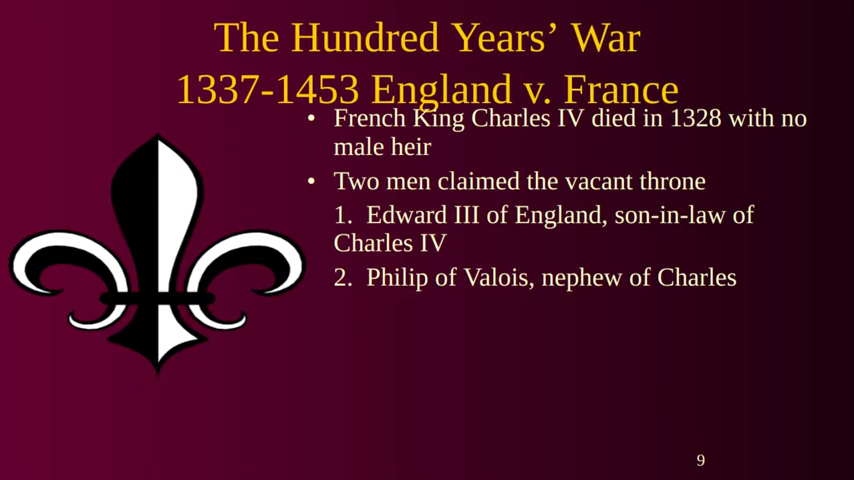 The Hundred Years’ War
1337-1453 England v. France
• French King Charles IV died in 1328 with no
male heir
• Two men claimed the vacant throne
1. Edward III of England, son-in-law of
Charles IV
2. Philip of Valois, nephew of Charles
9